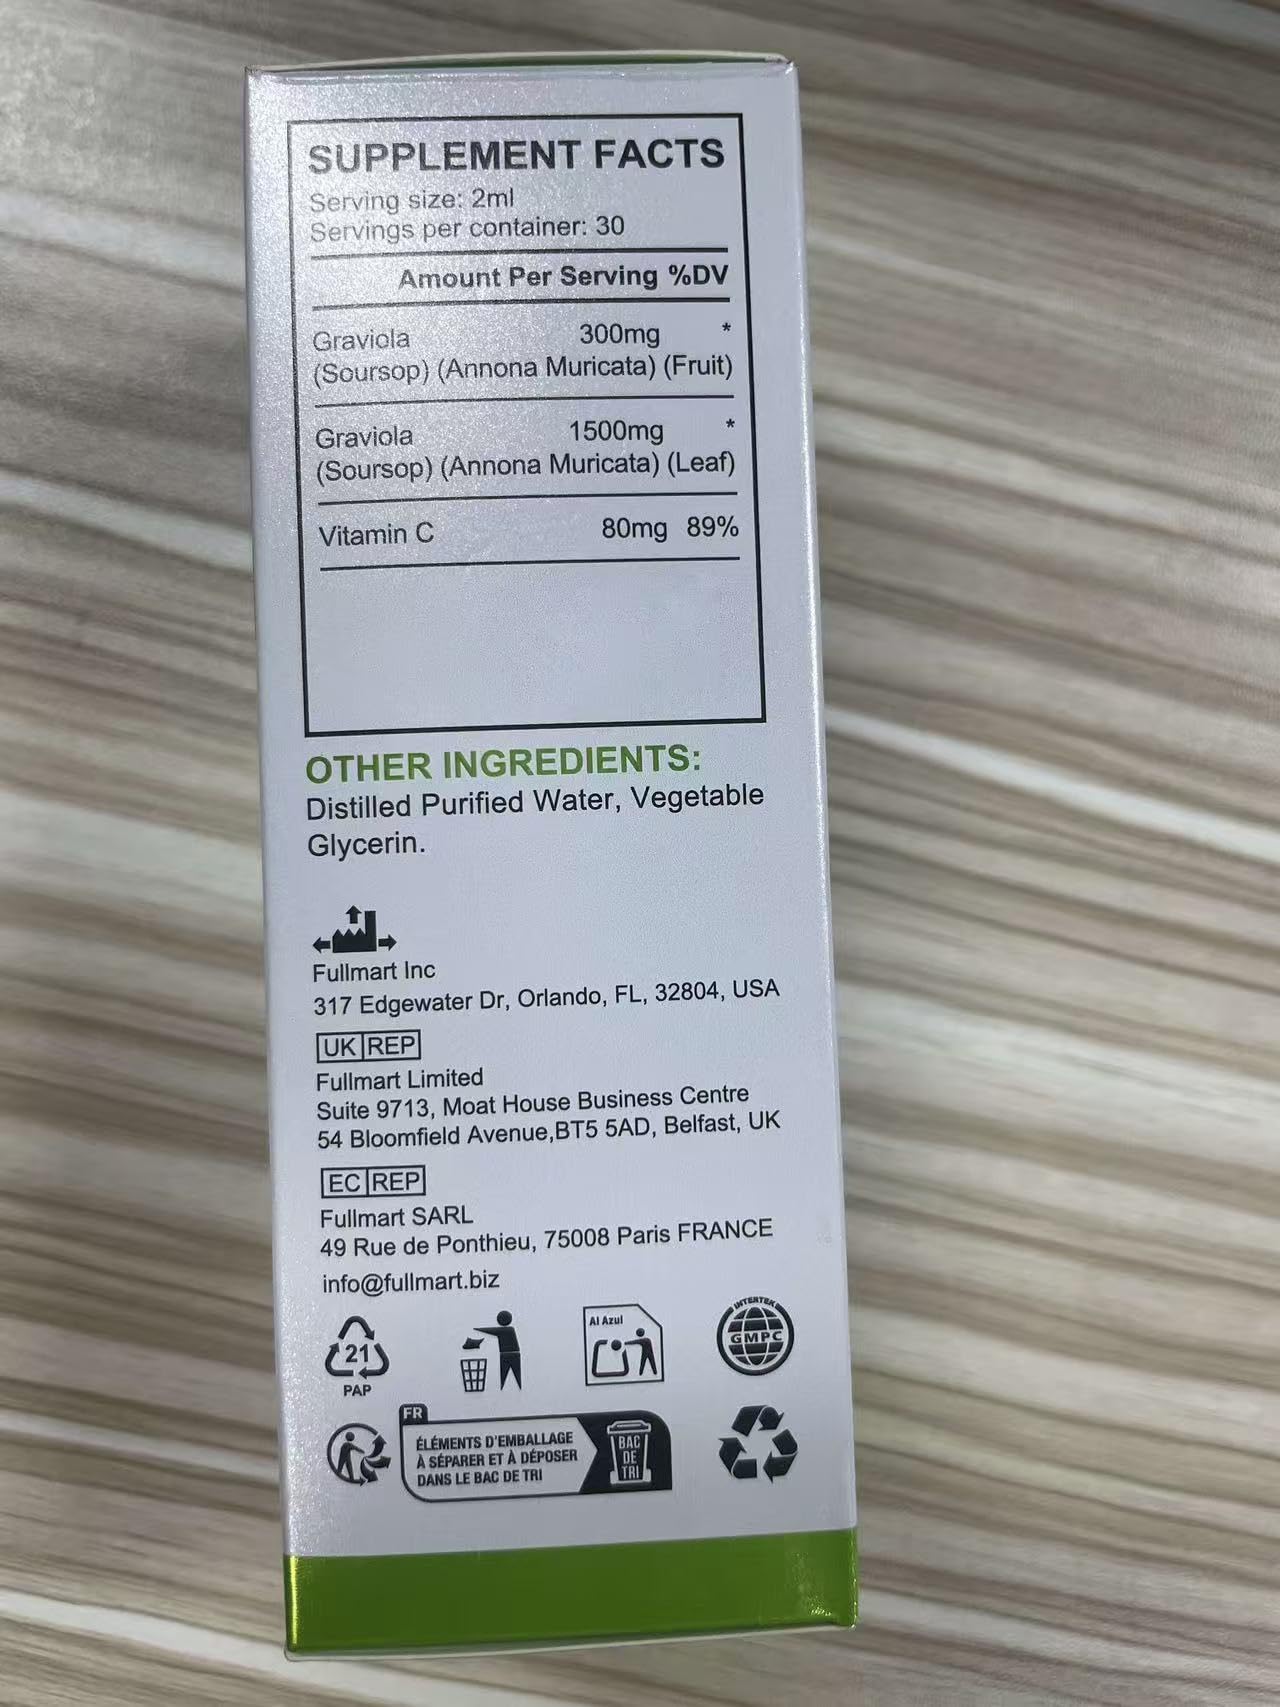 SUPPLEMENT FACTS
Serving size: 2ml
Servings per container: 30
Amount Per Serving %DV
Graviola 300mg *
(Soursop) (Annona Muricata) (Fruit)
Graviola 1500mg *
(Soursop) (Annona Muricata) (Leaf)
Vitamin C 80mg 89%
OTHER INGREDIENTS:
Distilled Purified Water, Vegetable
Glycerin.
Fullmart Inc
317 Edgewater Dr, Orlando, FL, 32804, USA
UK REP
Fullmart Limited
Suite 9713, Moat House Business Centre
54 Bloomfield Avenue,BT5 5AD, Belfast, UK
EC REP
Fullmart SARL
49 Rue de Ponthieu, 75008 Paris FRANCE
info@fullmart.biz
21
PAP
Al Azul
INTERTEK
GMPC
FR
ÉLÉMENTS D'EMBALLAGE
À SÉPARER ET À DÉPOSER
DANS LE BAC DE TRI
BAC
DE
TRI